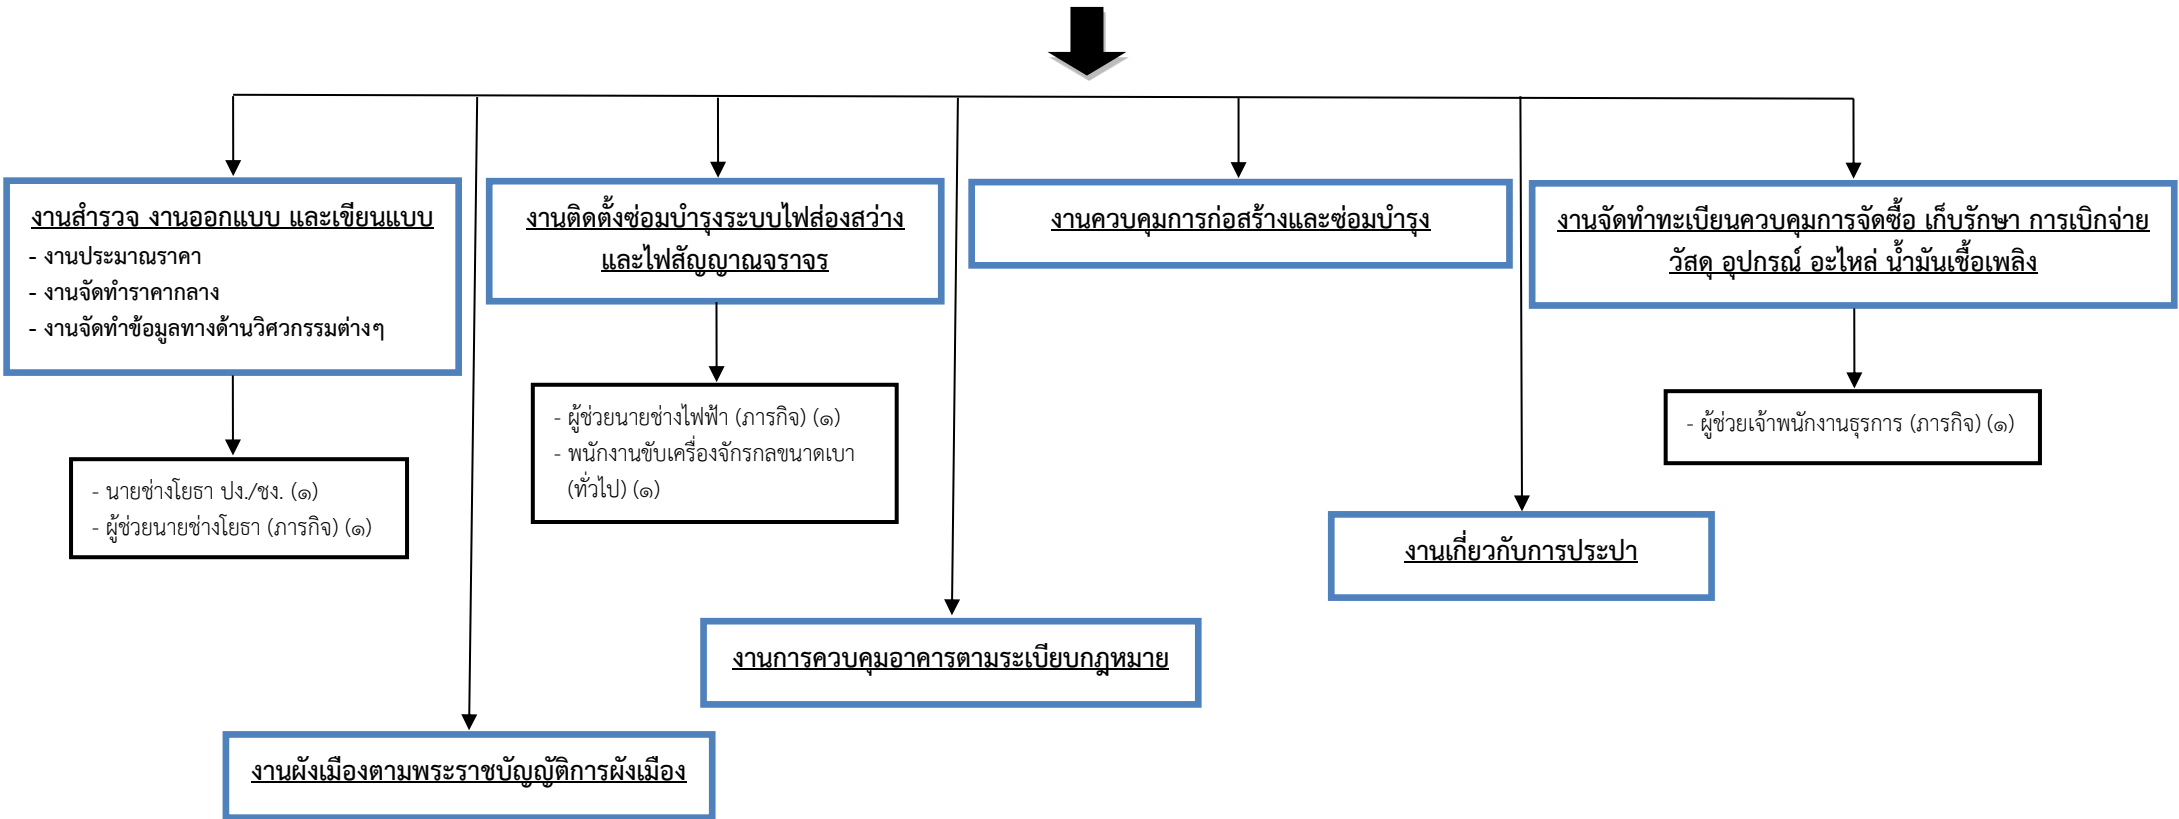 งานสำรวจ งานออกแบบ และเขียนแบบ
- งานประมาณราคา
- งานจัดทำราคากลาง
- งานจัดทำข้อมูลทางด้านวิศวกรรมต่างๆ
- นายช่างโยธา ปง./ชง. (๑)
- ผู้ช่วยนายช่างโยธา (ภารกิจ) (๑)
งานติดตั้งซ่อมบำรุงระบบไฟส่องสว่าง
และไฟสัญญาณจราจร
- ผู้ช่วยนายช่างไฟฟ้า (ภารกิจ) (๑)
- พนักงานขับเครื่องจักรกลขนาดเบา
(ทั่วไป) (๑)
งานควบคุมการก่อสร้างและซ่อมบำรุง
งานจัดทำทะเบียนควบคุมการจัดซื้อ เก็บรักษา การเบิกจ่าย
วัสดุ อุปกรณ์ อะไหล่ น้ำมันเชื้อเพลิง
- ผู้ช่วยเจ้าพนักงานธุรการ (ภารกิจ) (๑)
งานเกี่ยวกับการประปา
งานการควบคุมอาคารตามระเบียบกฎหมาย
งานผังเมืองตามพระราชบัญญัติการผังเมือง